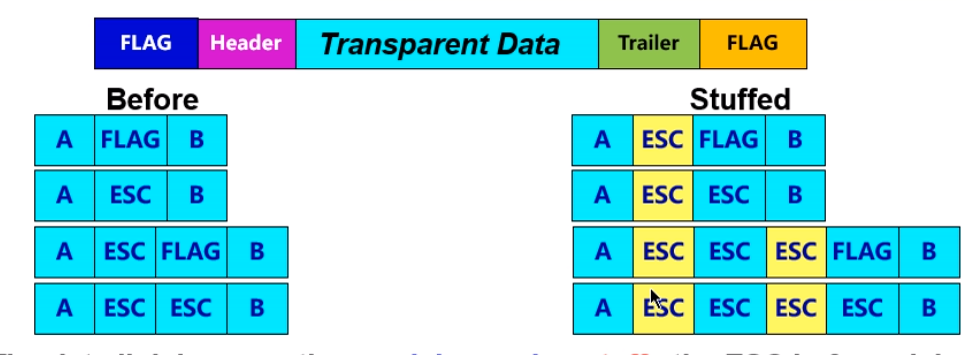 FLAG Header Transparent Data Trailer FLAG
Before Stuffed
A FLAG B A ESC FLAG B
A ESC B A ESC ESC B
A ESC FLAG B A ESC ESC ESC FLAG B
A ESC ESC B A ESC ESC ESC ESC B